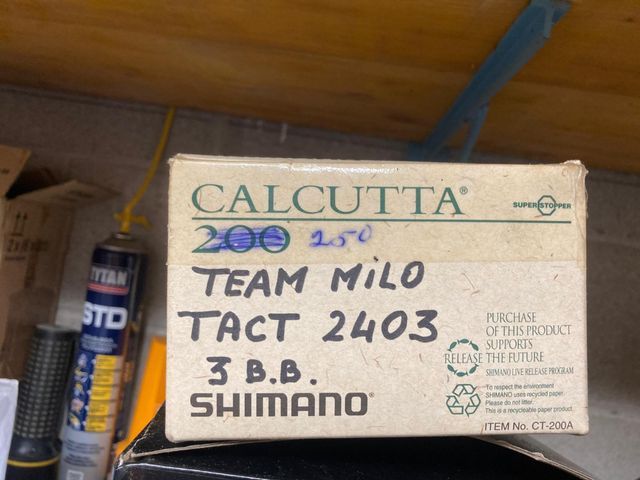 CALCUTTA®
SUPER STOPPER
200 250
TEAM MiLO
TACT 2403
3 B.B.
SHIMANO®
PURCHASE
OF THIS PRODUCT
SUPPORTS
RELEASE THE FUTURE
SHIMANO LIVE RELEASE PROGRAM
To respect the environment
SHIMANO uses recycled paper.
Please do not litter.
This is a recycleable paper product
ITEM No. CT-200A
TYTAN
STD